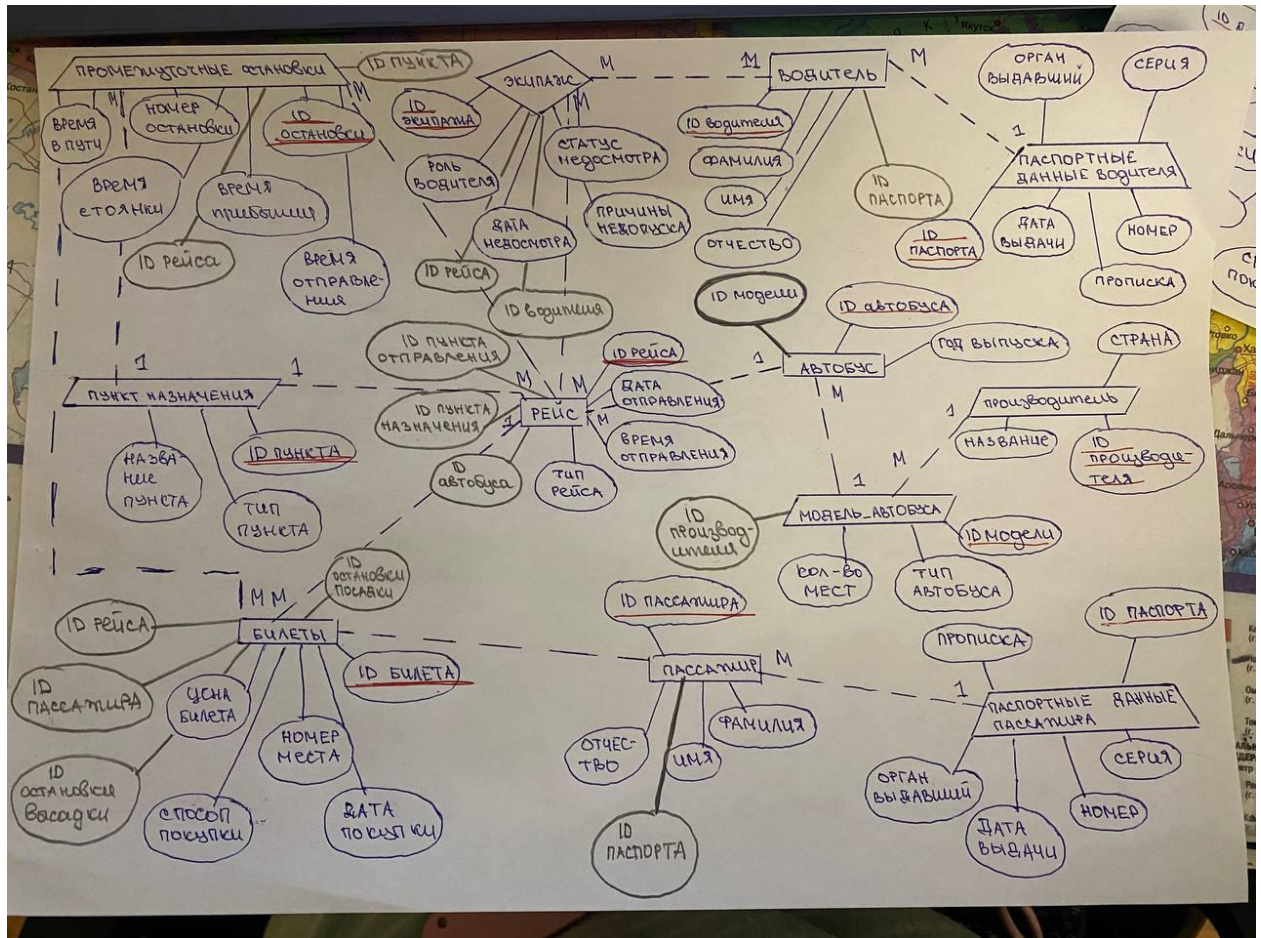 ПРОМЕЖУТОЧНЫЕ ОСТАНОВКИ
ID ПУНКТА
ВРЕМЯ
В ПУТИ
М
НОМЕР
ОСТАНОВКИ
ID
ОСТАНОВКИ
М
ВРЕМЯ
СТОЯНКИ
ВРЕМЯ
прибытия
ID Рейса
ВРЕМЯ
ОТПРАВЛЕ-
НИЯ
ЭКИПАЖ
М
М
ID
ЭКИПАЖА
РОЛЬ
ВОДИТЕЛЯ
СТАТУС
МЕДОСМОТРА
ДАТА
МЕДОСМОТРА
ПРИЧИНЫ
НЕДОПУСКА
ID РЕЙСА
ID водителя
1
ВОДИТЕЛЬ
М
ID водителя
ФАМИЛИЯ
ИМЯ
ОТЧЕСТВО
ID
ПАСПОРТА
ОРГАН
ВЫДАВШИЙ
СЕРИЯ
1
ПАСПОРТНЫЕ
ДАННЫЕ ВОДИТЕЛЯ
ID
ПАСПОРТА
ДАТА
ВЫДАЧИ
НОМЕР
ПРОПИСКА
ID модели
ID автобуса
ГОД ВЫПУСКА
1
АВТОБУС
М
СТРАНА
1
ПРОИЗВОДИТЕЛЬ
НАЗВАНИЕ
ID
производи-
теля
М
1
МОДЕЛЬ_АВТОБУСА
ID
производ-
ителя
КОЛ-ВО
МЕСТ
ТИП
АВТОБУСА
ID Модели
1
ПУНКТ НАЗНАЧЕНИЯ
1
НАЗВА-
НИЕ
ПУНКТА
ТИП
ПУНКТА
ID ПУНКТА
ID ПУНКТА
ОТПРАВЛЕНИЯ
ID ПУНКТА
НАЗНАЧЕНИЯ
ID
автобуса
М
М
1
РЕЙС
М
ID РЕЙСА
ДАТА
ОТПРАВЛЕНИЯ
ВРЕМЯ
ОТПРАВЛЕНИЯ
ТИП
РЕЙСА
ID
ОСТАНОВКИ
ПОСАДКИ
М М
БИЛЕТЫ
ID РЕЙСА
ID
ПАССАЖИРА
ЦЕНА
БИЛЕТА
ID
ОСТАНОВКИ
Высадки
СПОСОП
ПОКУПКИ
НОМЕР
МЕСТА
ДАТА
ПОКУПКИ
ID БИЛЕТА
ID ПАССАЖИРА
ПАССАЖИР
М
ОТЧЕС-
ТВО
ИМЯ
ФАМИЛИЯ
ID
ПАСПОРТА
ПРОПИСКА
ID ПАСПОРТА
1
ПАСПОРТНЫЕ ДАННЫЕ
ПАССАЖИРА
ОРГАН
ВЫДАВШИЙ
ДАТА
ВЫДАЧИ
НОМЕР
СЕРИЯ